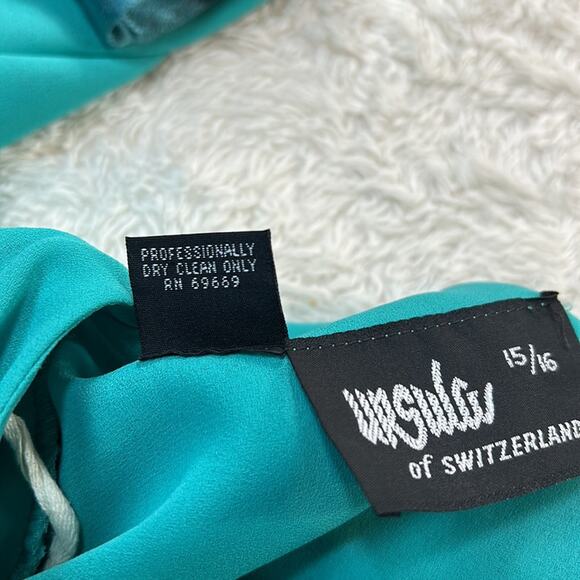 PROFESSIONALLY
DRY CLEAN ONLY
RN 69669
15/16
ursula
of SWITZERLAND